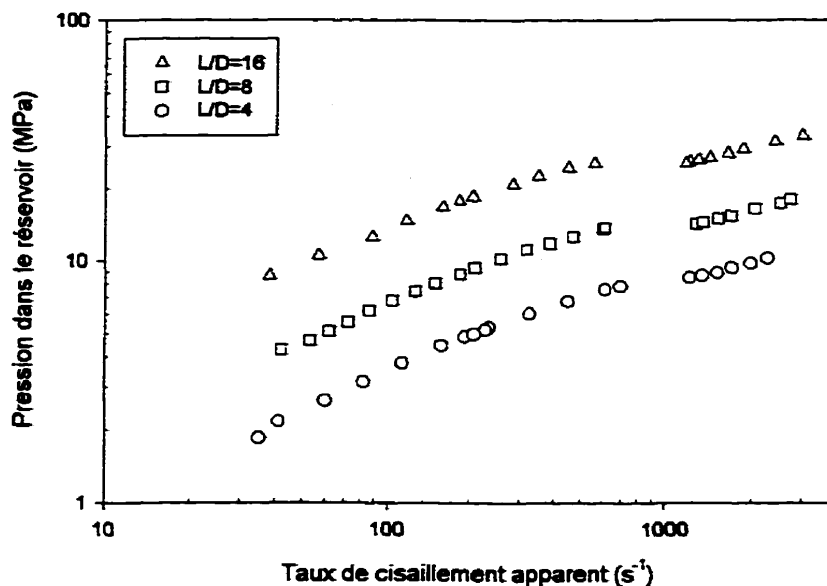 100
10
1
Pression dans le réservoir (MPa)
L/D=16
L/D=8
L/D=4
10
100
1000
Taux de cisaillement apparent (s⁻¹)